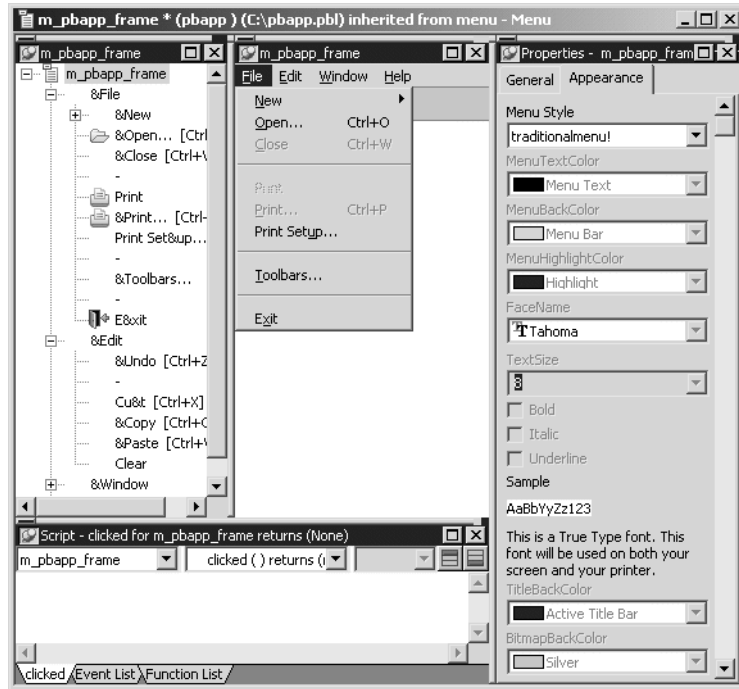 m_pbapp_frame * (pbapp ) (C:\pbapp.pbl) inherited from menu - Menu
m_pbapp_frame
m_pbapp_frame
&File
&New
&Open... [Ctrl
&Close [Ctrl+\
-
Print
&Print... [Ctrl-
Print Set&up...
-
&Toolbars...
-
E&xit
&Edit
&Undo [Ctrl+Z
-
Cu&t [Ctrl+X]
&Copy [Ctrl+C
&Paste [Ctrl+\
Clear
&Window
m_pbapp_frame
File Edit Window Help
New
Open... Ctrl+O
Close Ctrl+W
Print
Print... Ctrl+P
Print Setup...
Toolbars...
Exit
Properties - m_pbapp_fram
General Appearance
Menu Style
traditionalmenu!
MenuTextColor
Menu Text
MenuBackColor
Menu Bar
MenuHighlightColor
Highlight
FaceName
Tahoma
TextSize
8
Bold
Italic
Underline
Sample
AaBbYyZz123
This is a True Type font. This
font will be used on both your
screen and your printer.
TitleBackColor
Active Title Bar
BitmapBackColor
Silver
Script - clicked for m_pbapp_frame returns (None)
m_pbapp_frame clicked ( ) returns (
clicked Event List Function List